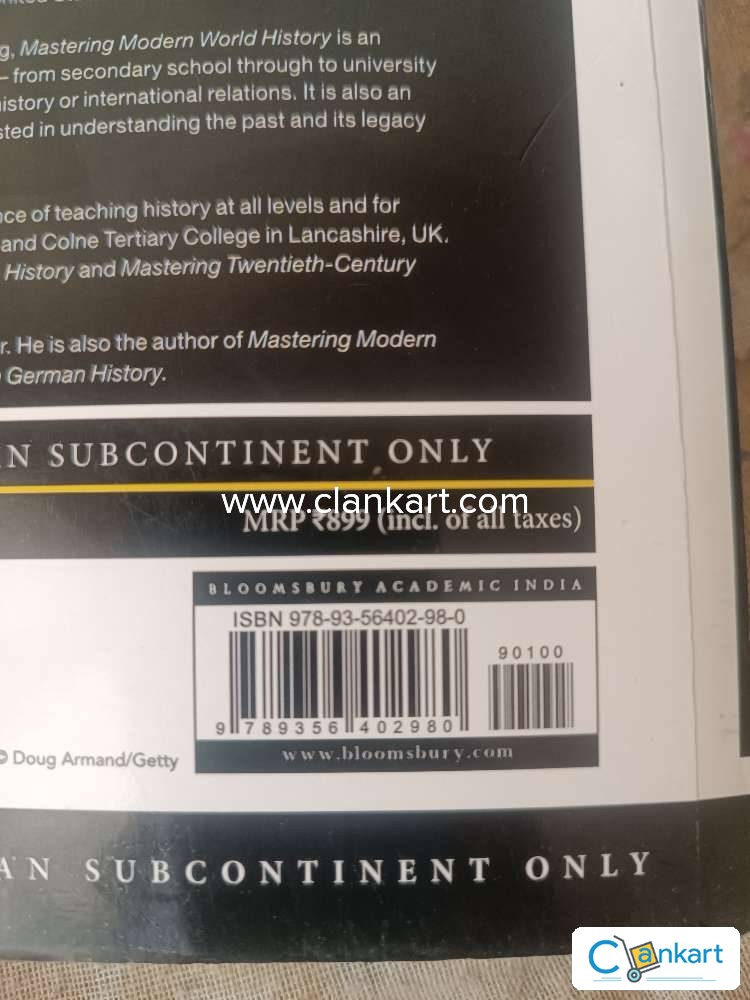 g, Mastering Modern World History is an
– from secondary school through to university
istory or international relations. It is also an
sted in understanding the past and its legacy
nce of teaching history at all levels and for
and Colne Tertiary College in Lancashire, UK.
History and Mastering Twentieth-Century
r. He is also the author of Mastering Modern
German History.
N SUBCONTINENT ONLY
www.clankart.com
MRP ₹899 (incl. of all taxes)
BLOOMSBURY ACADEMIC INDIA
ISBN 978-93-56402-98-0
90100
9 789356 402980
www.bloomsbury.com
© Doug Armand/Getty
AN SUBCONTINENT ONLY
Clankart